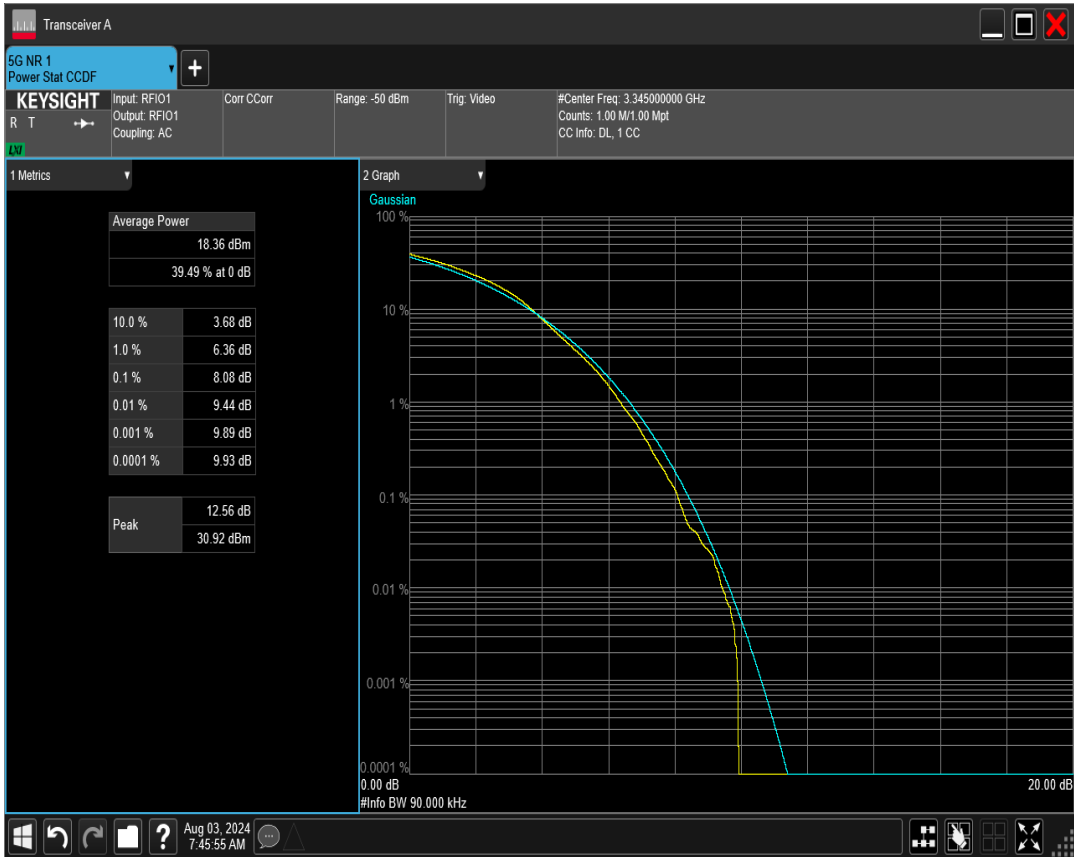 Transceiver A
5G NR 1
Power Stat CCDF
+
KEYSIGHT
R T
LXI
Input: RFIO1
Output: RFIO1
Coupling: AC
Corr CCorr
Range: -50 dBm
Trig: Video
#Center Freq: 3.345000000 GHz
Counts: 1.00 M/1.00 Mpt
CC Info: DL, 1 CC
1 Metrics
Average Power
18.36 dBm
39.49 % at 0 dB
10.0 % 3.68 dB
1.0 % 6.36 dB
0.1 % 8.08 dB
0.01 % 9.44 dB
0.001 % 9.89 dB
0.0001 % 9.93 dB
Peak
12.56 dB
30.92 dBm
2 Graph
Gaussian
100 %
10 %
1 %
0.1 %
0.01 %
0.001 %
0.0001 %
0.00 dB 20.00 dB
#Info BW 90.000 kHz
?
Aug 03, 2024
7:45:55 AM